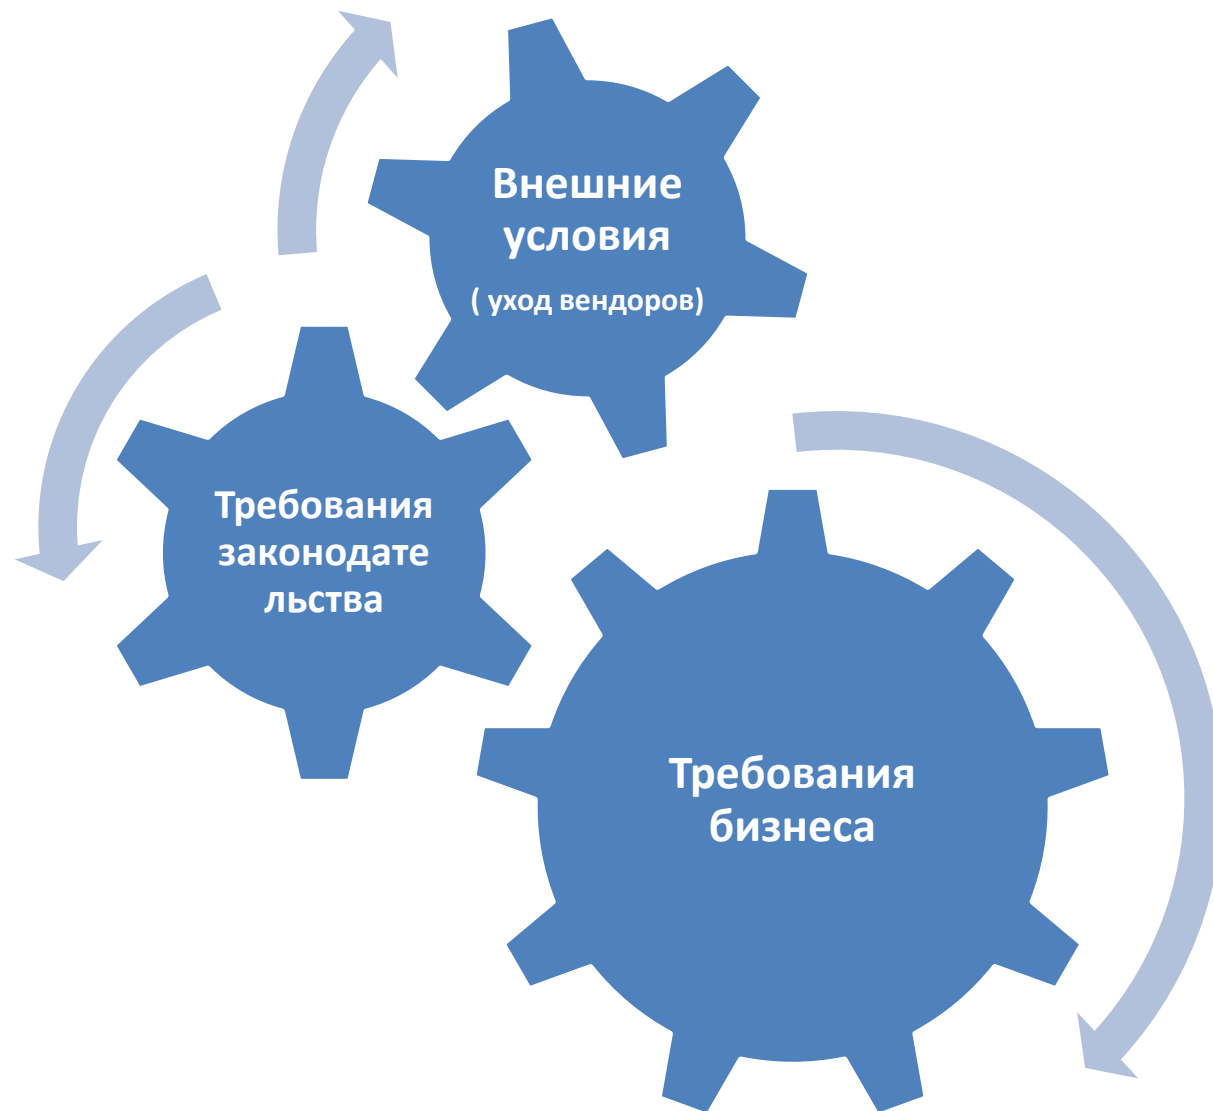 Внешние
условия
( уход вендоров)
Требования
законодате
льства
Требования
бизнеса